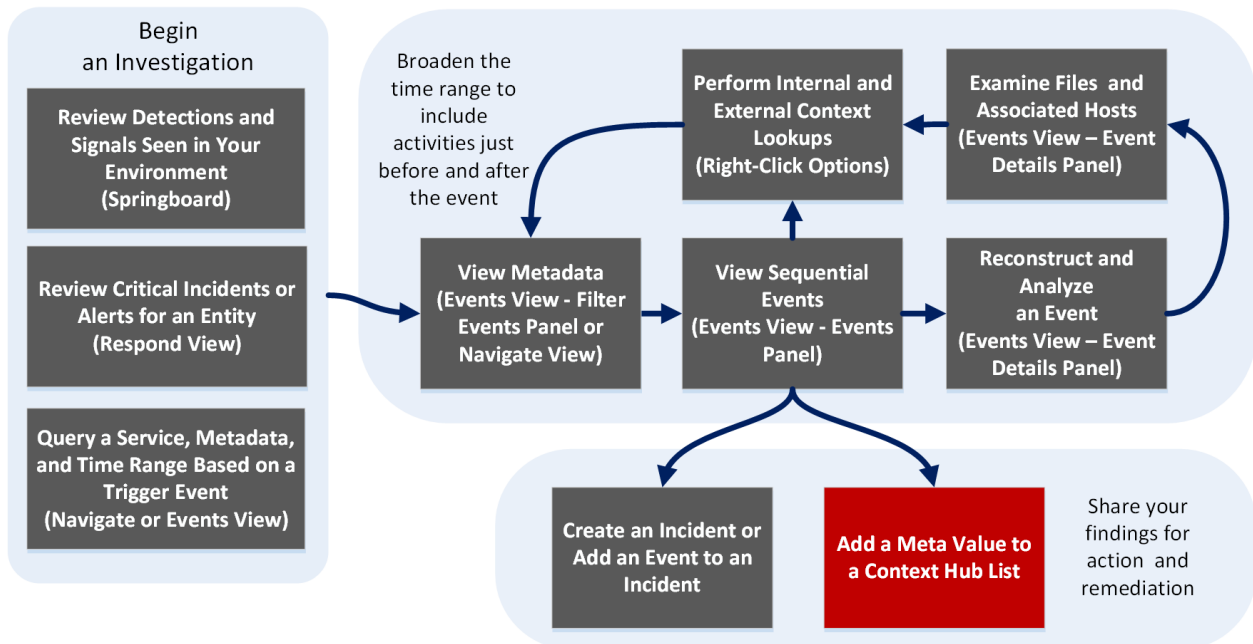 Begin
an Investigation
Review Detections and
Signals Seen in Your
Environment
(Springboard)
Review Critical Incidents or
Alerts for an Entity
(Respond View)
Query a Service, Metadata,
and Time Range Based on a
Trigger Event
(Navigate or Events View)
Broaden the
time range to
include
activities just
before and after
the event
Perform Internal and
External Context
Lookups
(Right-Click Options)
Examine Files and
Associated Hosts
(Events View – Event
Details Panel)
View Metadata
(Events View - Filter
Events Panel or
Navigate View)
View Sequential
Events
(Events View - Events
Panel)
Reconstruct and
Analyze
an Event
(Events View – Event
Details Panel)
Create an Incident or
Add an Event to an
Incident
Add a Meta Value to
a Context Hub List
Share your
findings for
action and
remediation